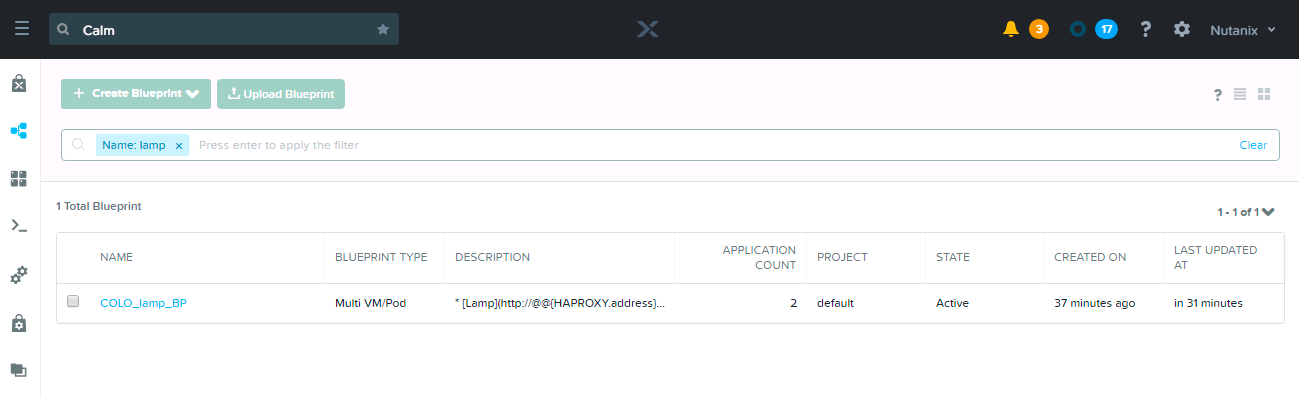 Calm
3
17
?
Nutanix
Create Blueprint
Upload Blueprint
?
Name: lamp ×
Press enter to apply the filter
Clear
1 Total Blueprint
1 - 1 of 1
NAME
BLUEPRINT TYPE
DESCRIPTION
APPLICATION
COUNT
PROJECT
STATE
CREATED ON
LAST UPDATED
AT
COLO_lamp_BP
Multi VM/Pod
* [Lamp](http://@@{HAPROXY.address}...
2
default
Active
37 minutes ago
in 31 minutes